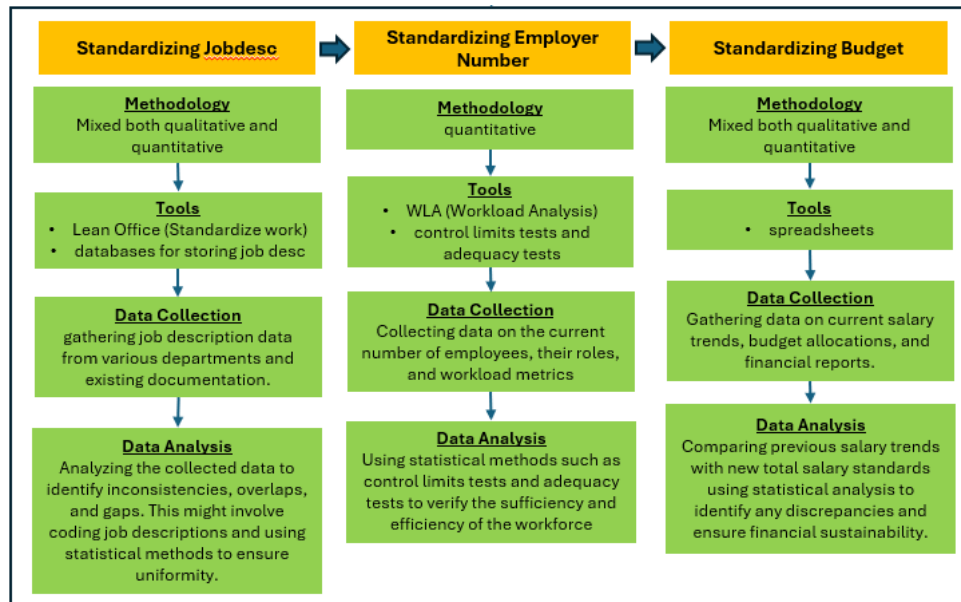 Standardizing Jobdesc
Methodology
Mixed both qualitative and
quantitative
Tools
• Lean Office (Standardize work)
• databases for storing job desc
Data Collection
gathering job description data
from various departments and
existing documentation.
Data Analysis
Analyzing the collected data to
identify inconsistencies, overlaps,
and gaps. This might involve
coding job descriptions and using
statistical methods to ensure
uniformity.
Standardizing Employer
Number
Methodology
quantitative
Tools
• WLA (Workload Analysis)
• control limits tests and
adequacy tests
Data Collection
Collecting data on the current
number of employees, their roles,
and workload metrics
Data Analysis
Using statistical methods such as
control limits tests and adequacy
tests to verify the sufficiency and
efficiency of the workforce
Standardizing Budget
Methodology
Mixed both qualitative and
quantitative
Tools
• spreadsheets
Data Collection
Gathering data on current salary
trends, budget allocations, and
financial reports.
Data Analysis
Comparing previous salary trends
with new total salary standards
using statistical analysis to
identify any discrepancies and
ensure financial sustainability.